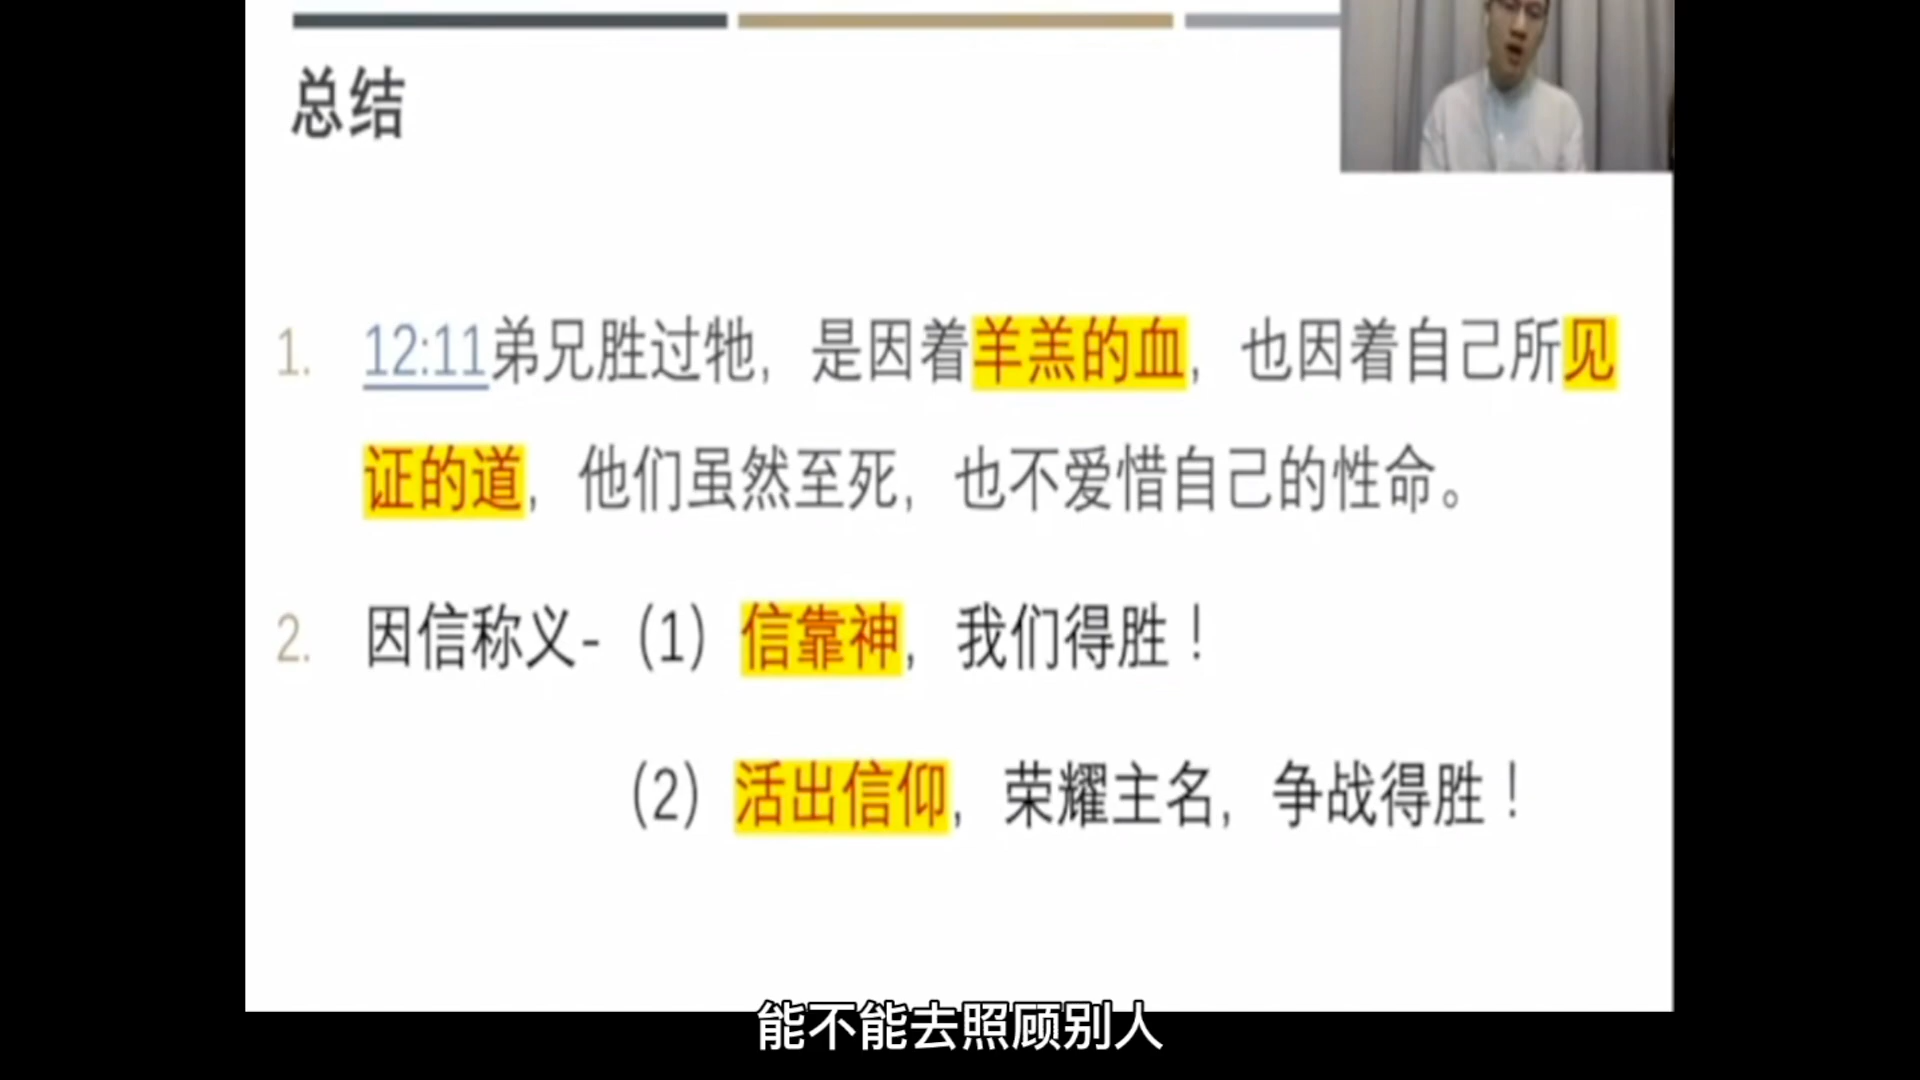 总结
1. 12:11弟兄胜过牠，是因着羊羔的血，也因着自己所见
证的道，他们虽然至死，也不爱惜自己的性命。
2. 因信称义-（1）信靠神，我们得胜！
（2）活出信仰，荣耀主名，争战得胜！
能不能去照顾别人